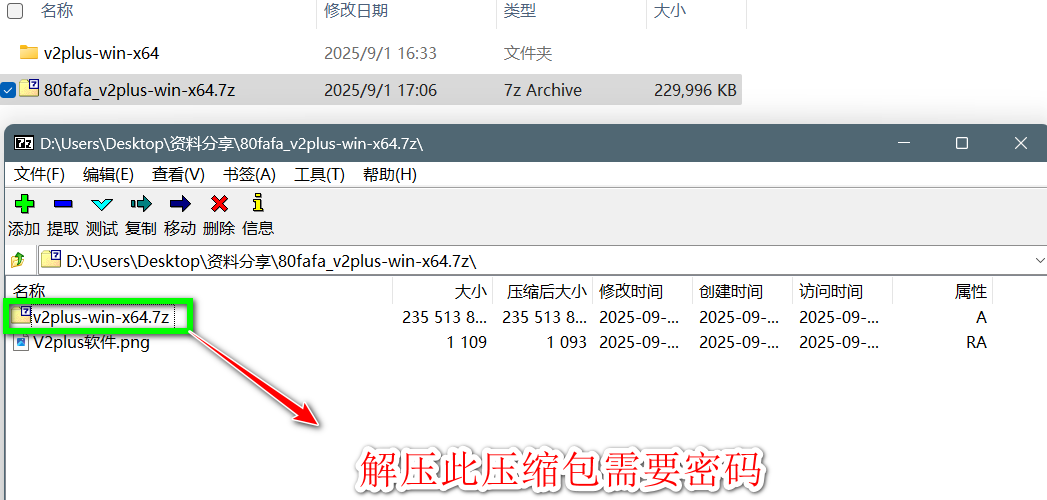 名称 修改日期 类型 大小
v2plus-win-x64 2025/9/1 16:33 文件夹
80fafa_v2plus-win-x64.7z 2025/9/1 17:06 7z Archive 229,996 KB
7z D:\Users\Desktop\资料分享\80fafa_v2plus-win-x64.7z\
文件(F) 编辑(E) 查看(V) 书签(A) 工具(T) 帮助(H)
添加 提取 测试 复制 移动 删除 信息
D:\Users\Desktop\资料分享\80fafa_v2plus-win-x64.7z\
名称 大小 压缩后大小 修改时间 创建时间 访问时间 属性
v2plus-win-x64.7z 235 513 8... 235 513 8... 2025-09-... 2025-09-... 2025-09-... A
V2plus软件.png 1 109 1 093 2025-09-... 2025-09-... 2025-09-... RA
解压此压缩包需要密码